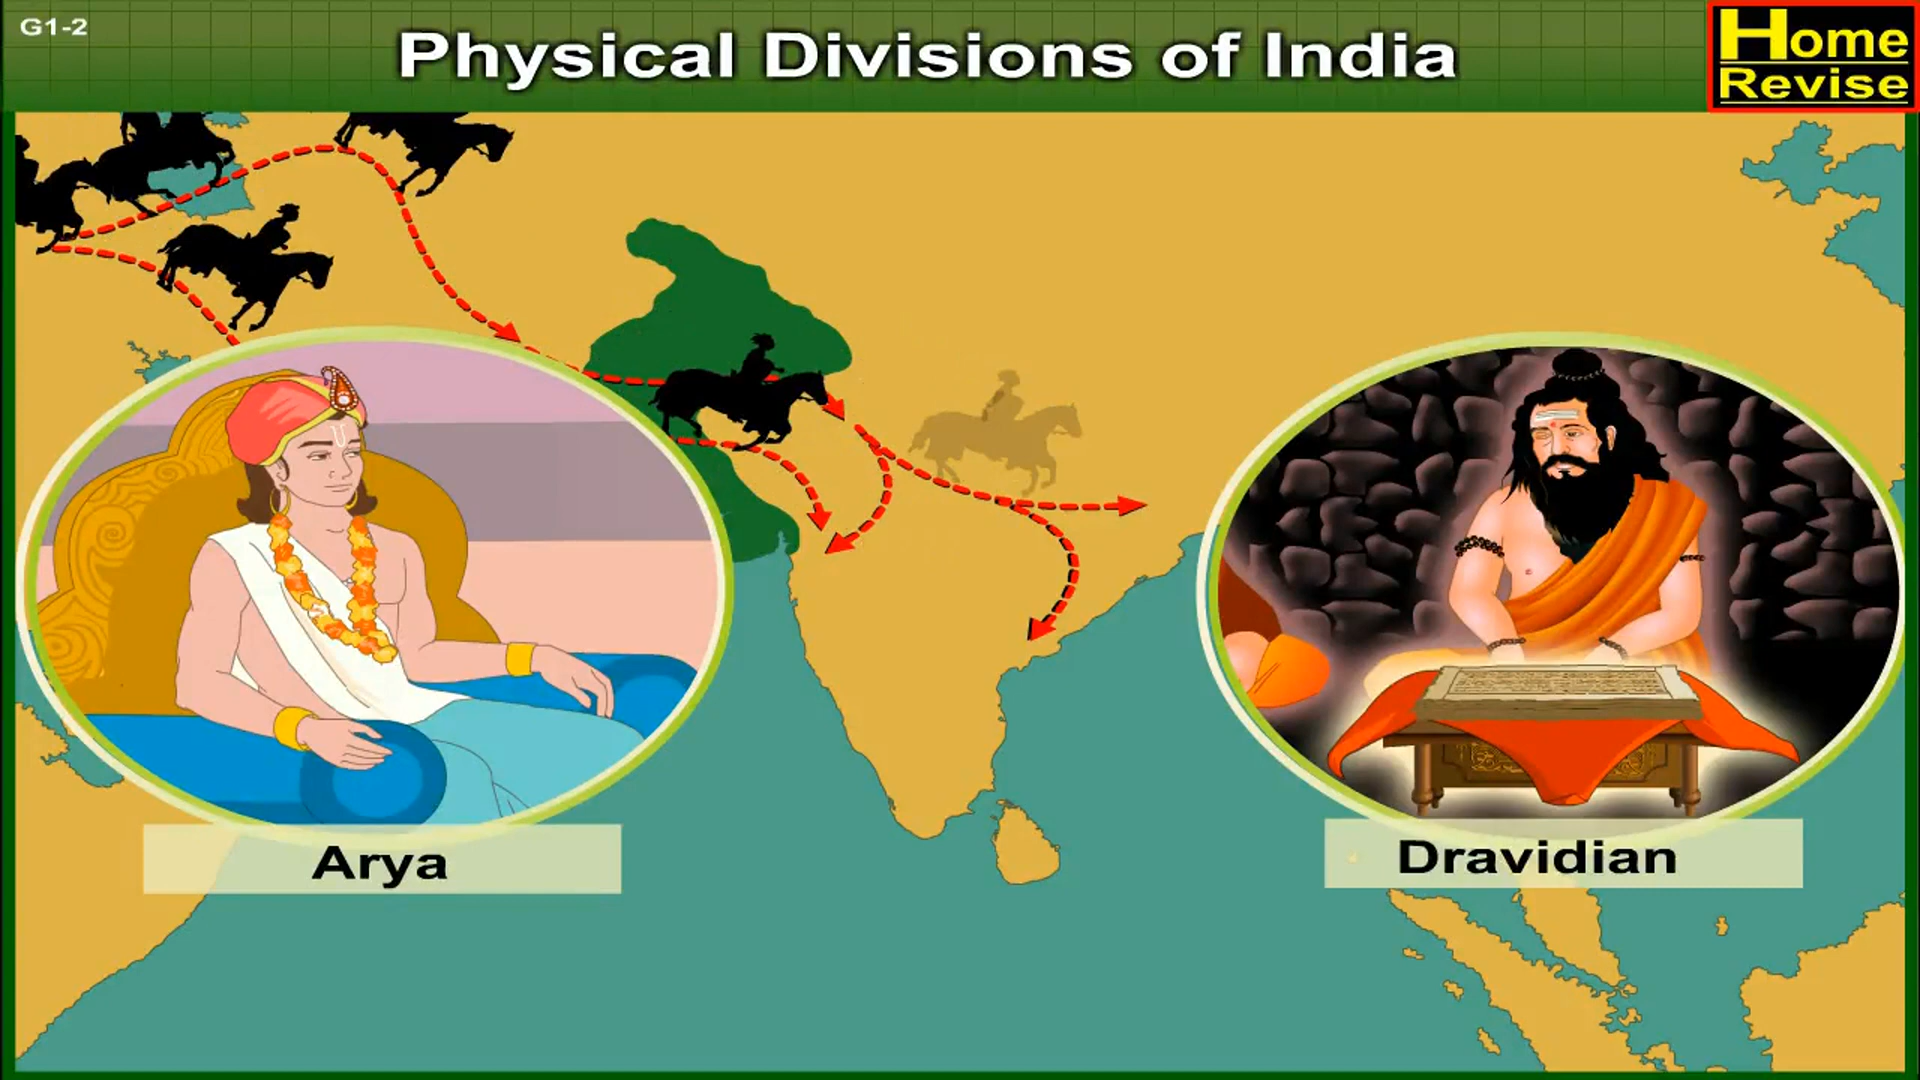 G1-2
Physical Divisions of India
Home
Revise
Arya
Dravidian